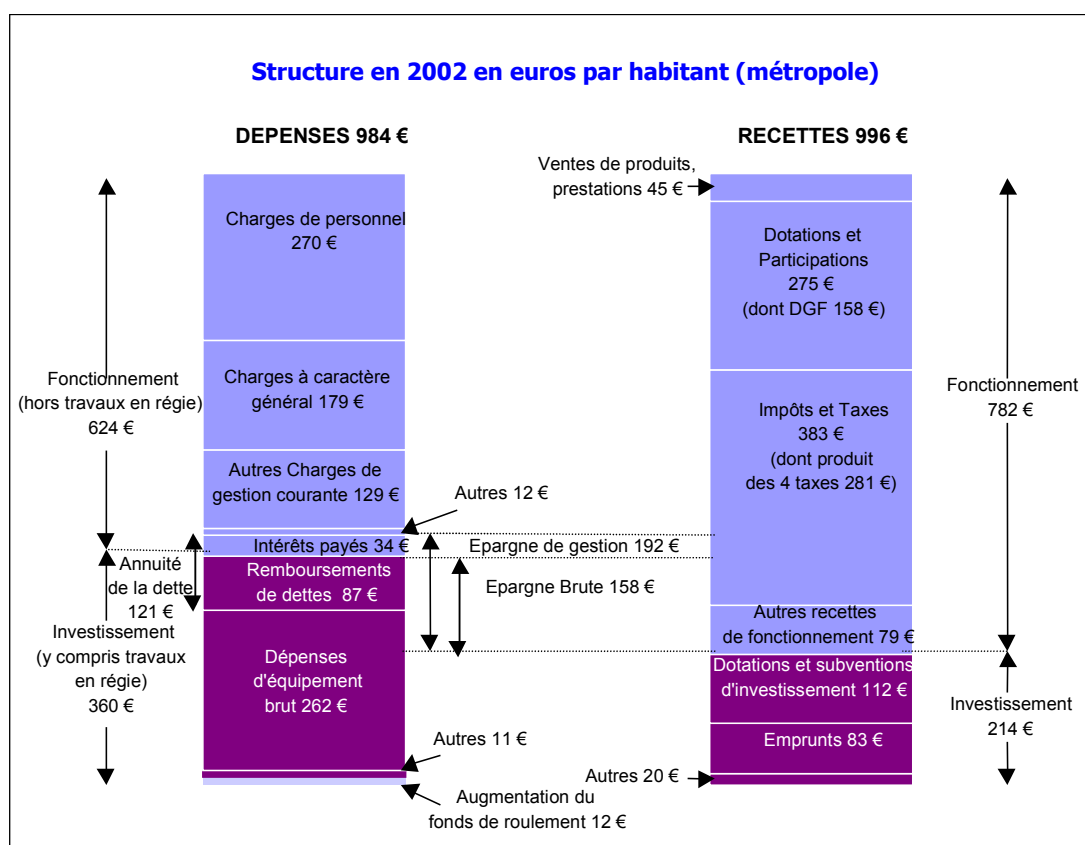 Structure en 2002 en euros par habitant (métropole)
DEPENSES 984 €
RECETTES 996 €
Fonctionnement
(hors travaux en régie)
624 €
Annuité
de la dette
121 €
Investissement
(y compris travaux
en régie)
360 €
Charges de personnel
270 €
Charges à caractère
général 179 €
Autres Charges de
gestion courante 129 €
Intérêts payés 34 €
Remboursements
de dettes 87 €
Dépenses
d'équipement
brut 262 €
Autres 12 €
Epargne de gestion 192 €
Epargne Brute 158 €
Autres 11 €
Augmentation du
fonds de roulement 12 €
Ventes de produits,
prestations 45 €
Dotations et
Participations
275 €
(dont DGF 158 €)
Impôts et Taxes
383 €
(dont produit
des 4 taxes 281 €)
Autres recettes
de fonctionnement 79 €
Dotations et subventions
d'investissement 112 €
Emprunts 83 €
Autres 20 €
Fonctionnement
782 €
Investissement
214 €